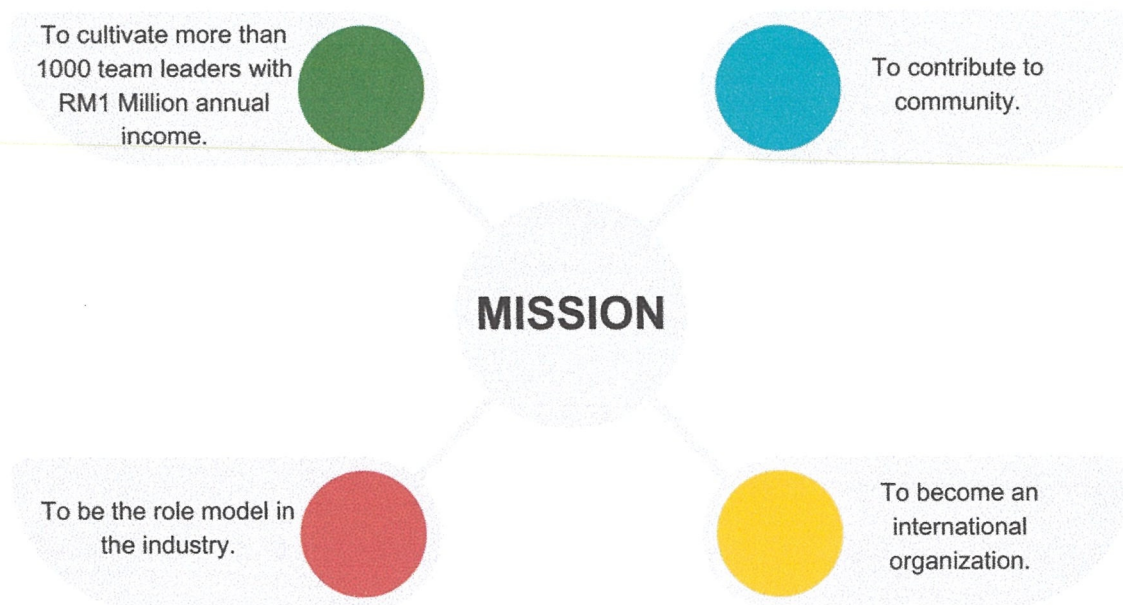 To cultivate more than
1000 team leaders with
RM1 Million annual
income.
To contribute to
community.
MISSION
To be the role model in
the industry.
To become an
international
organization.